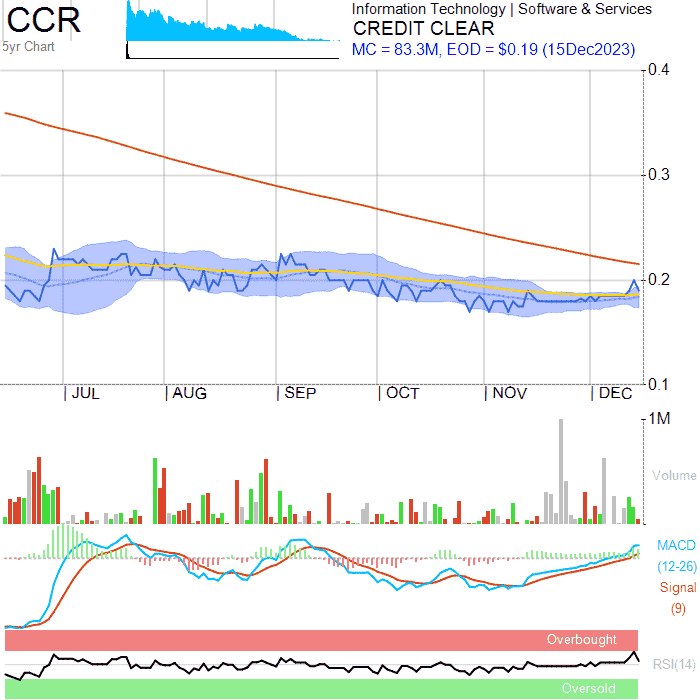 CCR
5yr Chart
Information Technology | Software & Services
CREDIT CLEAR
MC = 83.3M, EOD = $0.19 (15Dec2023)
0.4
0.3
0.2
0.1
| JUL | AUG | SEP | OCT | NOV | DEC
1M
Volume
MACD
(12-26)
Signal
(9)
Overbought
RSI(14)
Oversold